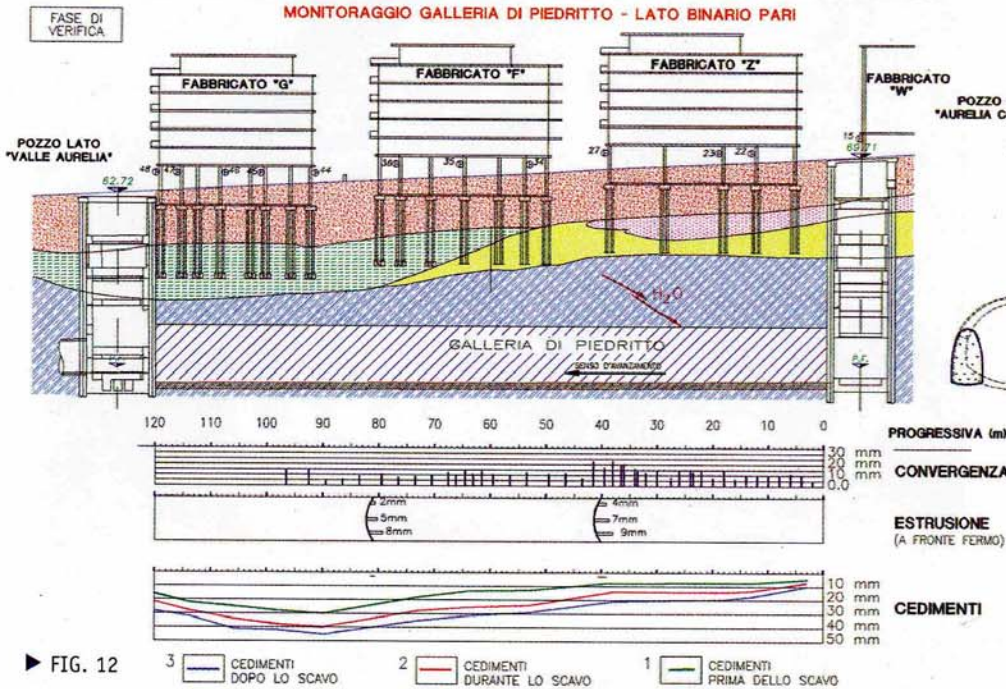 FASE DI
VERIFICA
MONITORAGGIO GALLERIA DI PIEDRITTO - LATO BINARIO PARI
FABBRICATO "G"
FABBRICATO "F"
FABBRICATO "Z"
FABBRICATO
"W"
POZZO LATO
"VALLE AURELIA"
POZZO
"AURELIA C
48
47
46
45
44
36
35
34
27
23
22
15
62.72
69.71
H2O
GALLERIA DI PIEDRITTO
SENSO D'AVANZAMENTO
P.F.
P.F.
120 110 100 90 80 70 60 50 40 30 20 10 0
PROGRESSIVA (m)
30 mm
20 mm
10 mm
0.0
CONVERGENZA
2mm
5mm
8mm
4mm
7mm
9mm
ESTRUSIONE
(A FRONTE FERMO)
10 mm
20 mm
30 mm
40 mm
50 mm
CEDIMENTI
▶ FIG. 12
3 CEDIMENTI
DOPO LO SCAVO
2 CEDIMENTI
DURANTE LO SCAVO
1 CEDIMENTI
PRIMA DELLO SCAVO